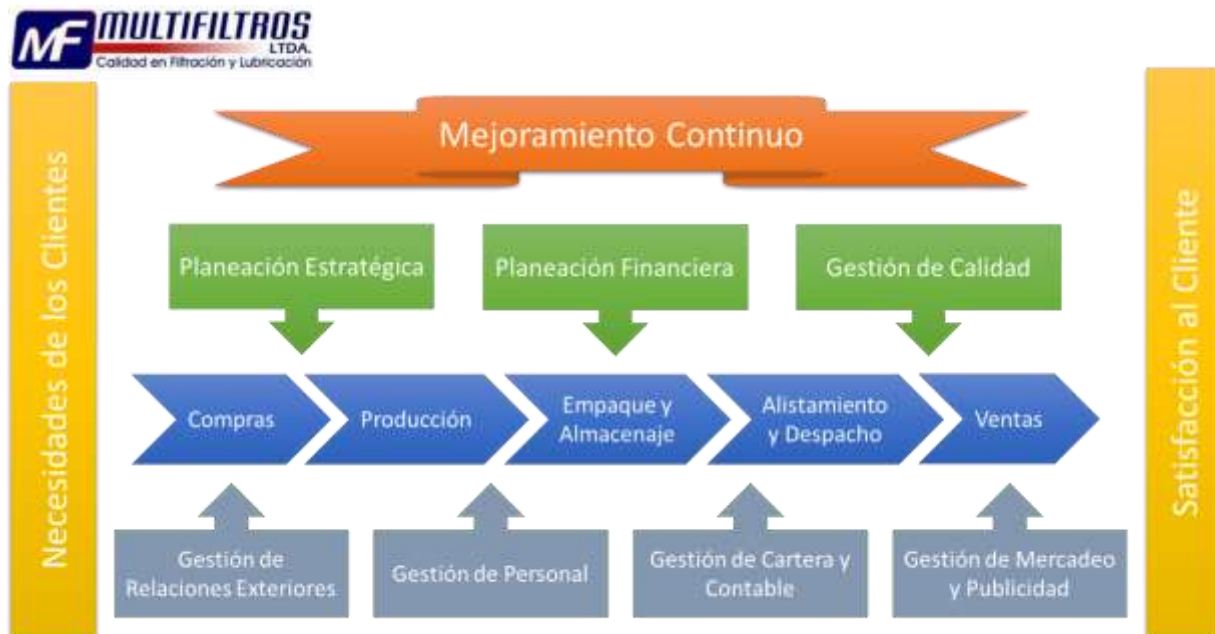 MF MULTIFILTROS
LTDA.
Calidad en Filtración y Lubricación
Necesidades de los Clientes
Mejoramiento Continuo
Planeación Estratégica
Planeación Financiera
Gestión de Calidad
Compras
Producción
Empaque y
Almacenaje
Alistamiento
y Despacho
Ventas
Gestión de
Relaciones Exteriores
Gestión de Personal
Gestión de Cartera y
Contable
Gestión de Mercadeo
y Publicidad
Satisfacción al Cliente